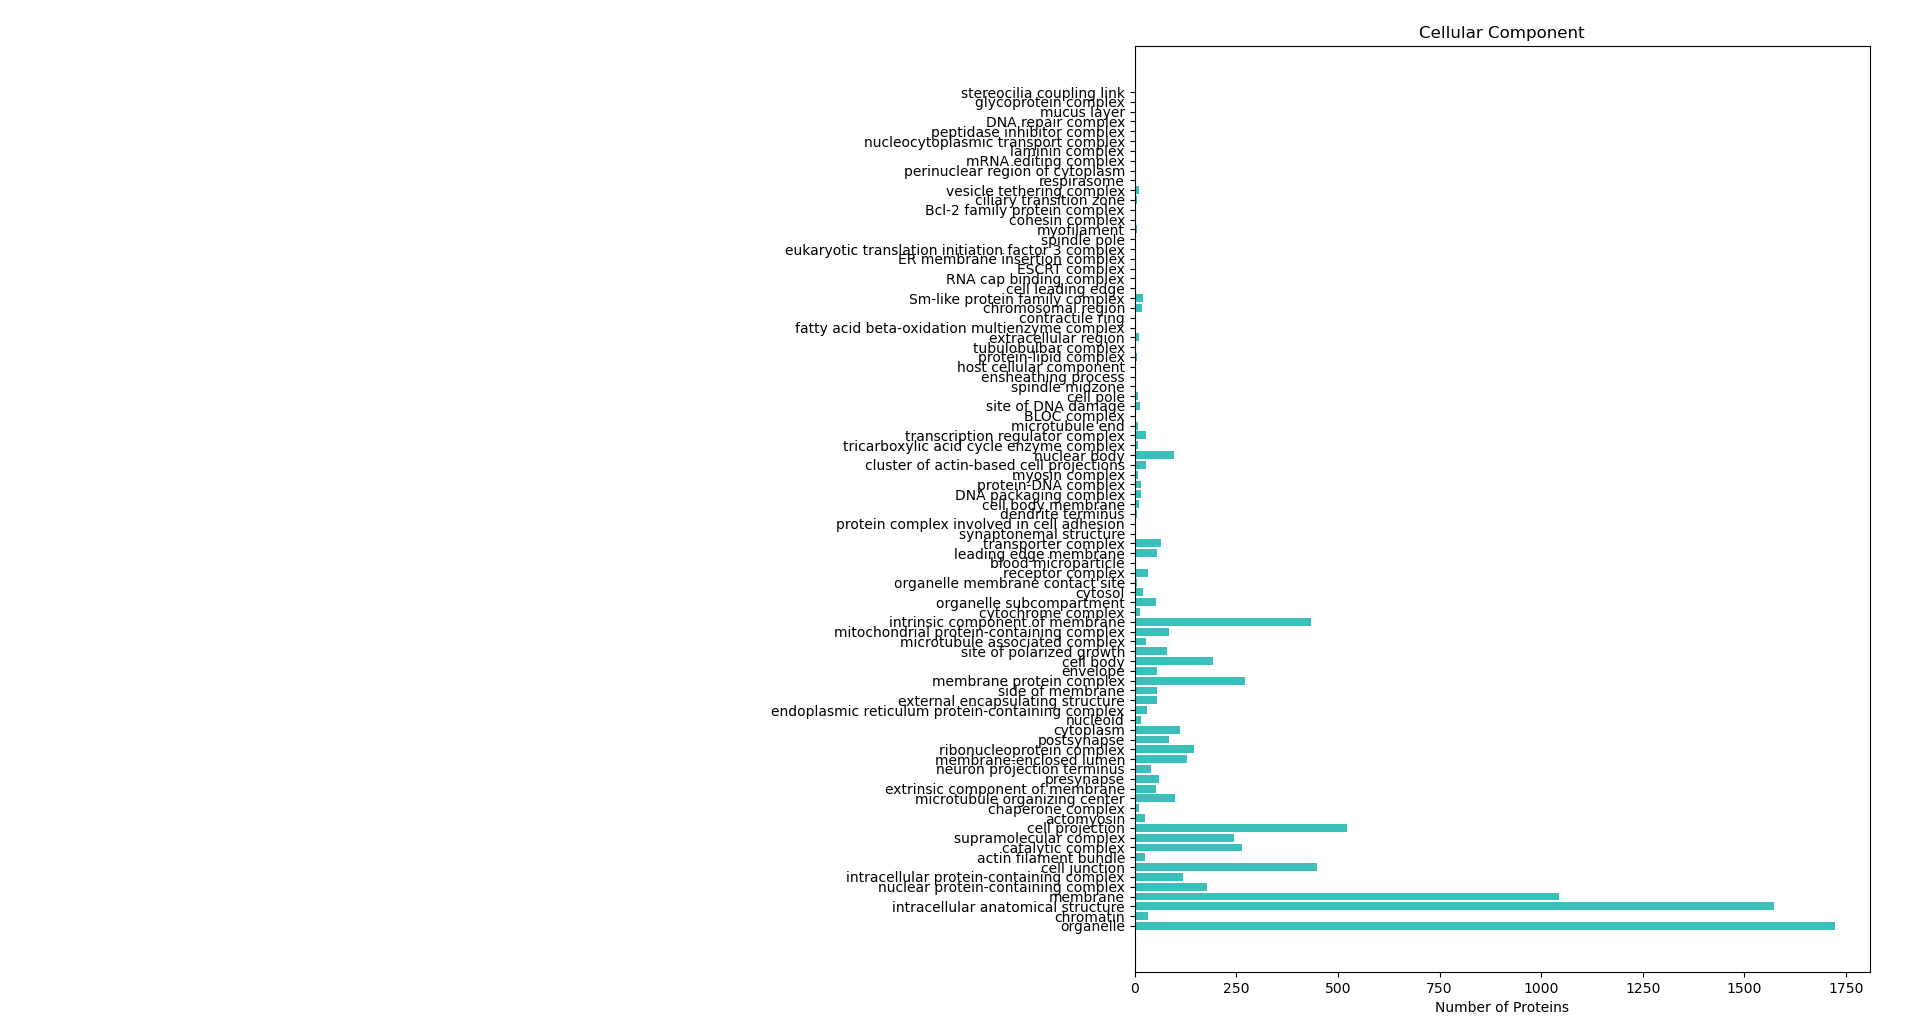 Cellular Component
stereocilia coupling link
glycoprotein complex
mucus layer
DNA repair complex
peptidase inhibitor complex
nucleocytoplasmic transport complex
laminin complex
mRNA editing complex
perinuclear region of cytoplasm
respirasome
vesicle tethering complex
ciliary transition zone
Bcl-2 family protein complex
cohesin complex
myofilament
spindle pole
eukaryotic translation initiation factor 3 complex
ER membrane insertion complex
ESCRT complex
RNA cap binding complex
cell leading edge
Sm-like protein family complex
chromosomal region
contractile ring
fatty acid beta-oxidation multienzyme complex
extracellular region
tubulobulbar complex
protein-lipid complex
host cellular component
ensheathing process
spindle midzone
cell pole
site of DNA damage
BLOC complex
microtubule end
transcription regulator complex
tricarboxylic acid cycle enzyme complex
nuclear body
cluster of actin-based cell projections
myosin complex
protein-DNA complex
DNA packaging complex
cell body membrane
dendrite terminus
protein complex involved in cell adhesion
synaptonemal structure
transporter complex
leading edge membrane
blood microparticle
receptor complex
organelle membrane contact site
cytosol
organelle subcompartment
cytochrome complex
intrinsic component of membrane
mitochondrial protein-containing complex
microtubule associated complex
site of polarized growth
cell body
envelope
membrane protein complex
side of membrane
external encapsulating structure
endoplasmic reticulum protein-containing complex
nucleoid
cytoplasm
postsynapse
ribonucleoprotein complex
membrane-enclosed lumen
neuron projection terminus
presynapse
extrinsic component of membrane
microtubule organizing center
chaperone complex
actomyosin
cell projection
supramolecular complex
catalytic complex
actin filament bundle
cell junction
intracellular protein-containing complex
nuclear protein-containing complex
membrane
intracellular anatomical structure
chromatin
organelle
0 250 500 750 1000 1250 1500 1750
Number of Proteins